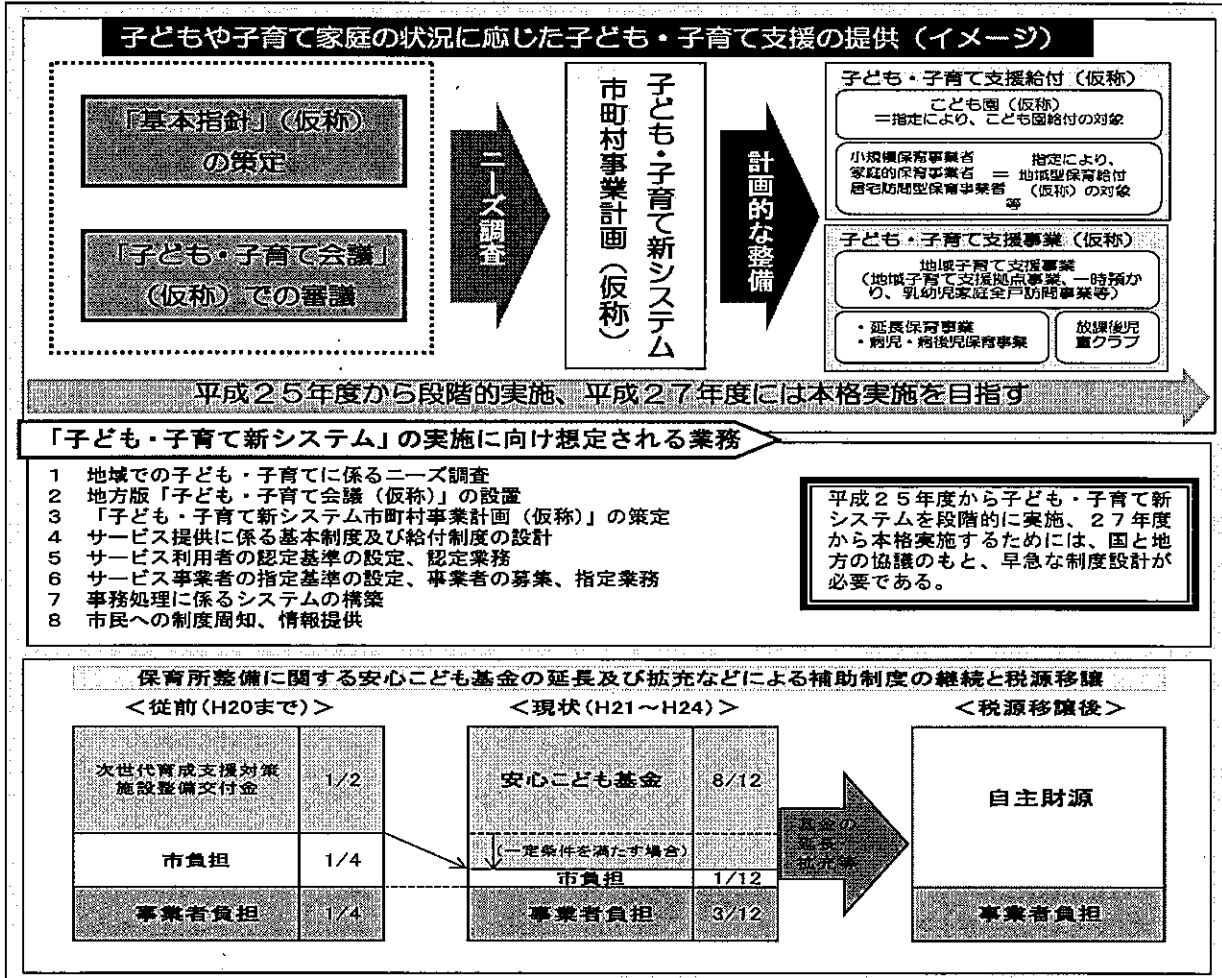 子どもや子育て家庭の状況に応じた子ども・子育て支援の提供（イメージ）
「基本指針」（仮称）
の策定
「子ども・子育て会議」
（仮称）での審議
ニーズ調査
子ども・子育て新システム
市町村事業計画（仮称）
計画的な整備
子ども・子育て支援給付（仮称）
こども園（仮称）
＝指定により、こども園給付の対象
小規模保育事業者
家庭的保育事業者
居宅訪問型保育事業者
等
＝
指定により、
地域型保育給付
（仮称）の対象
子ども・子育て支援事業（仮称）
地域子育て支援事業
（地域子育て支援拠点事業、一時預か
り、乳幼児家庭全戸訪問事業等）
・延長保育事業
・病児・病後児保育事業
放課後児
童クラブ
平成２５年度から段階的実施、平成２７年度には本格実施を目指す
「子ども・子育て新システム」の実施に向け想定される業務
1 地域での子ども・子育てに係るニーズ調査
2 地方版「子ども・子育て会議（仮称）」の設置
3 「子ども・子育て新システム市町村事業計画（仮称）」の策定
4 サービス提供に係る基本制度及び給付制度の設計
5 サービス利用者の認定基準の設定、認定業務
6 サービス事業者の指定基準の設定、事業者の募集、指定業務
7 事務処理に係るシステムの構築
8 市民への制度周知、情報提供
平成２５年度から子ども・子育て新
システムを段階的に実施、２７年度
から本格実施するためには、国と地
方の協議のもと、早急な制度設計が
必要である。
保育所整備に関する安心こども基金の延長及び拡充などによる補助制度の継続と税源移譲
＜従前(H20まで)＞
次世代育成支援対策
施設整備交付金
1/2
市負担
1/4
事業者負担
1/4
＜現状(H21～H24)＞
安心こども基金
8/12
(一定条件を満たす場合)
市負担
1/12
事業者負担
3/12
基金の
延長・
拡充等
＜税源移譲後＞
自主財源
事業者負担